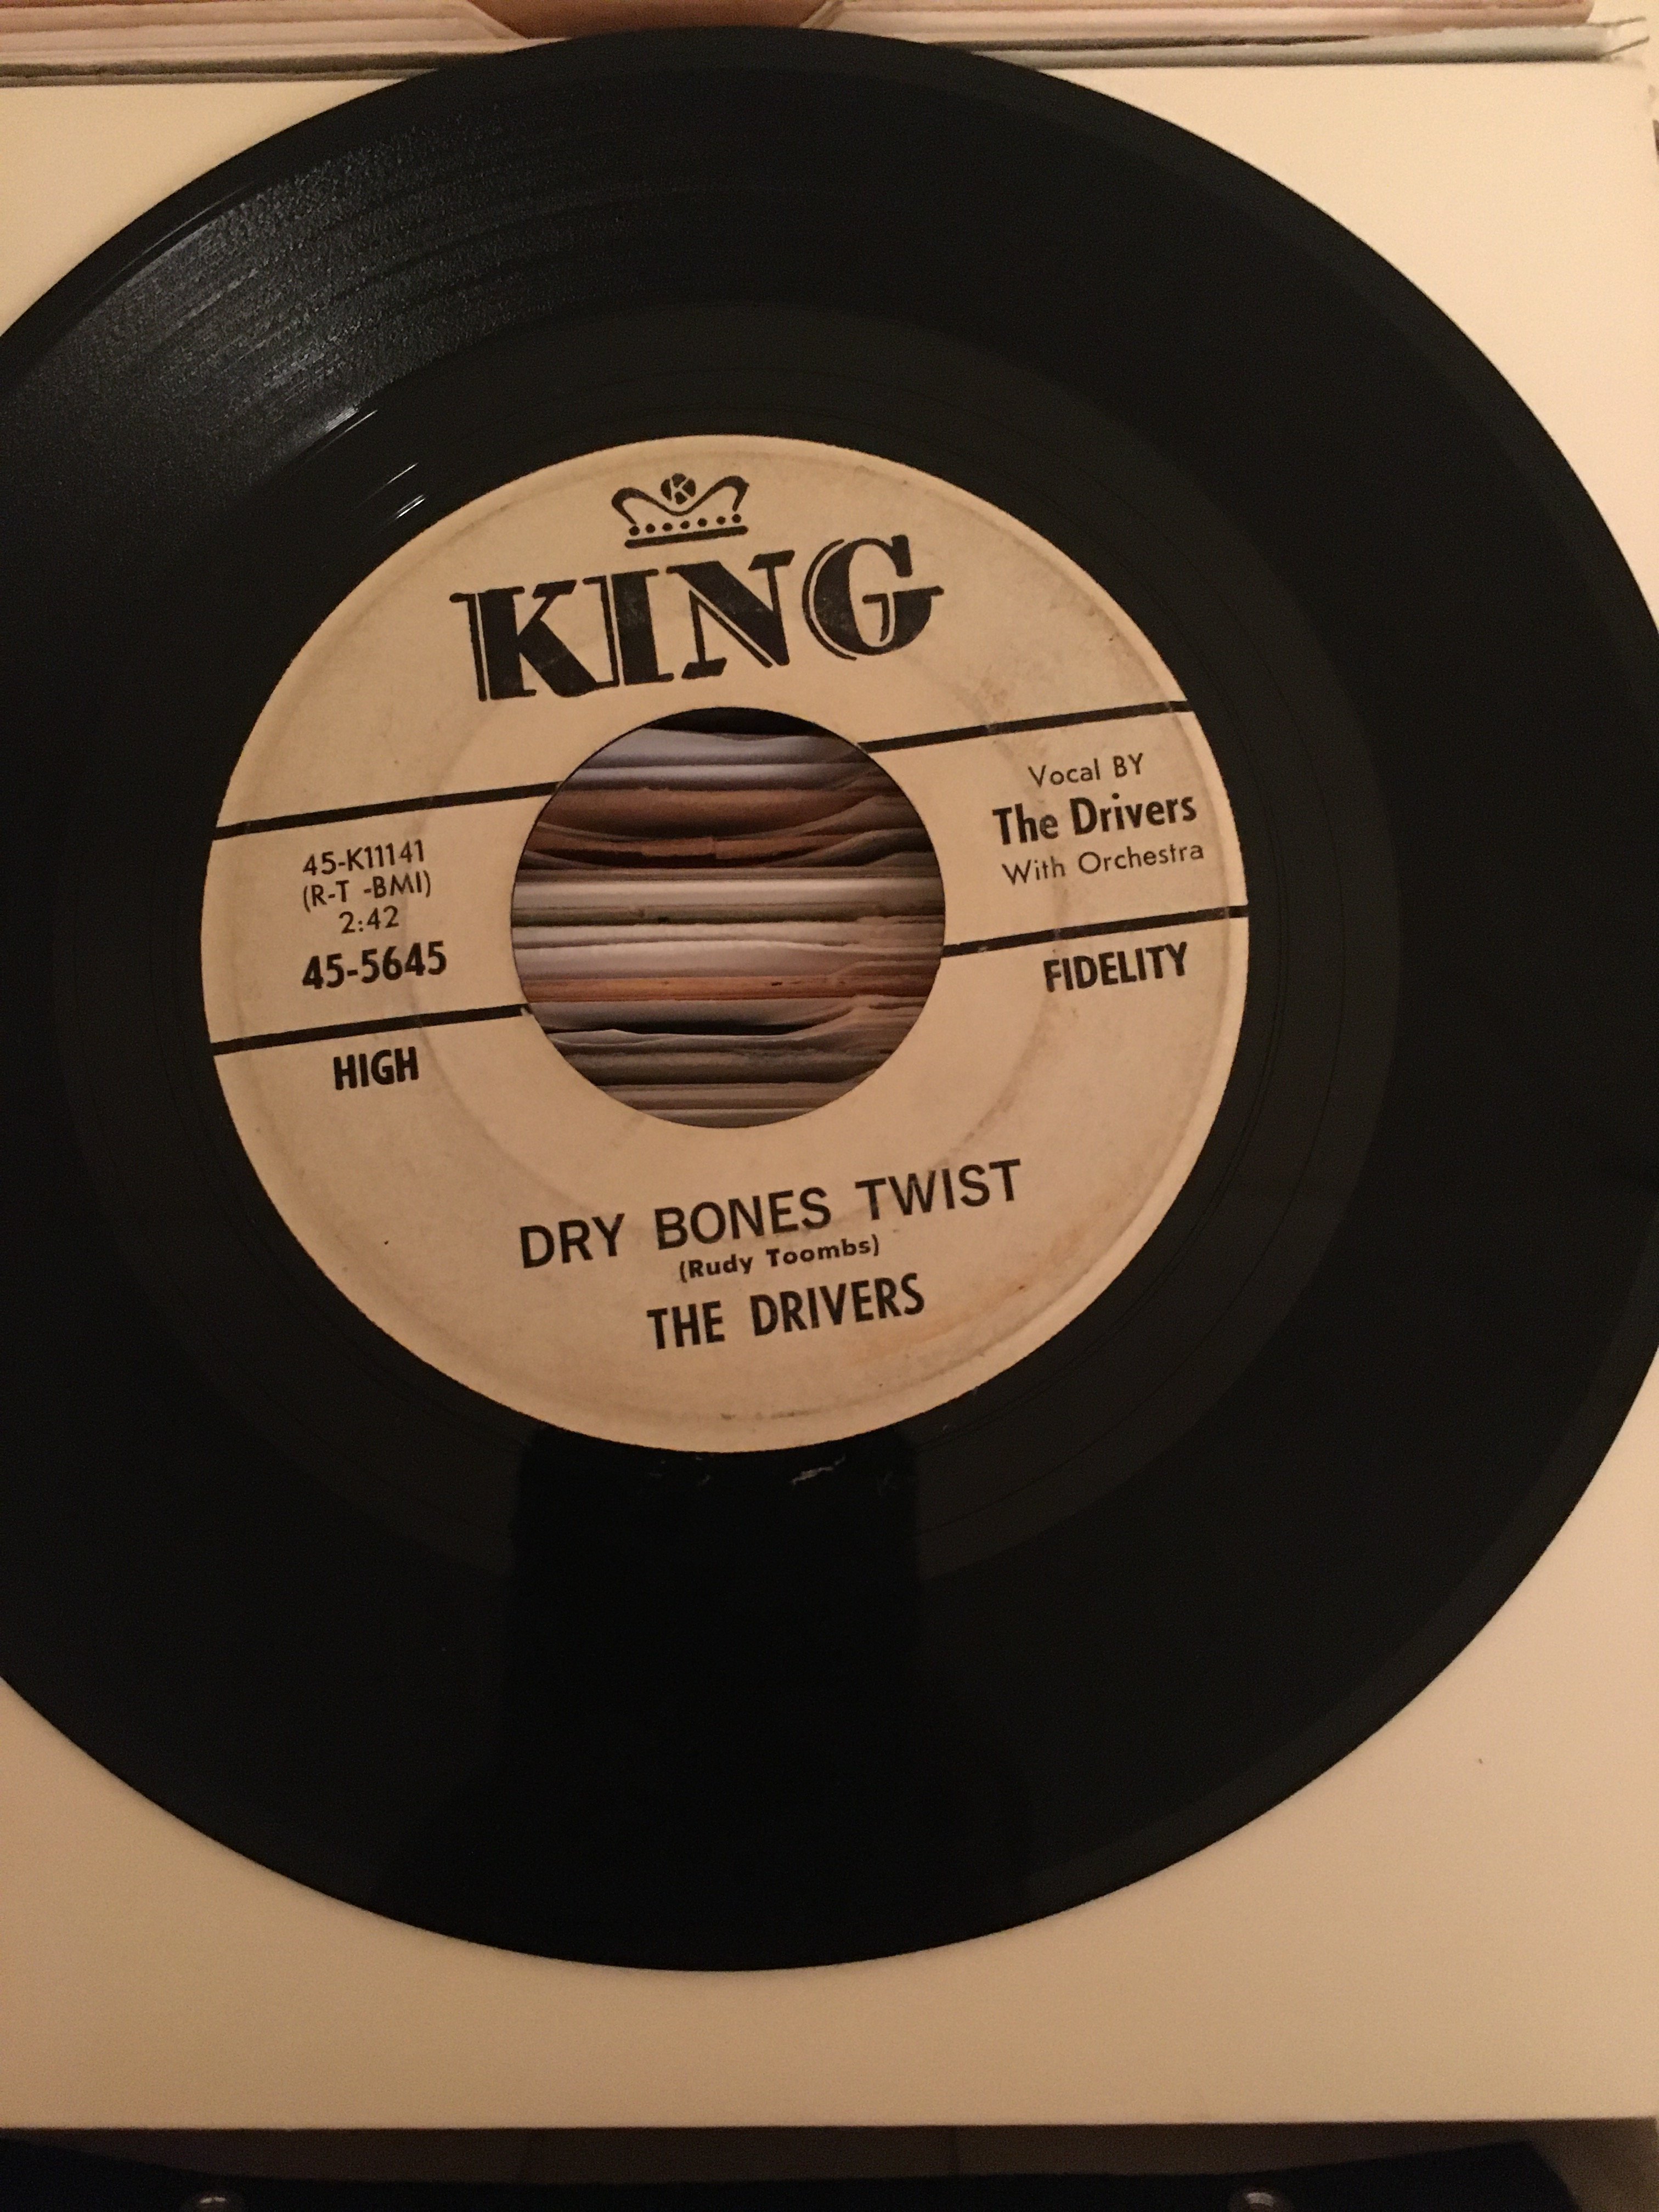 K
KING
45-K11141
(R-T -BMI)
2:42
45-5645
Vocal BY
The Drivers
With Orchestra
HIGH
FIDELITY
DRY BONES TWIST
(Rudy Toombs)
THE DRIVERS